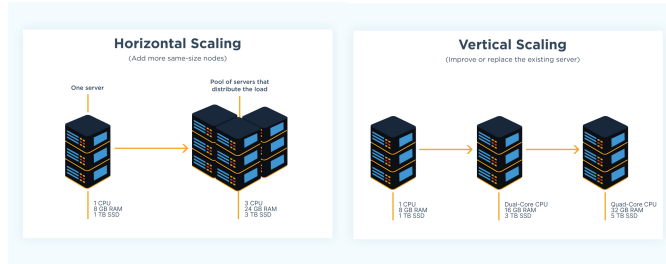 Horizontal Scaling
(Add more same-size nodes)
One server
Pool of servers that
distribute the load
1 CPU
8 GB RAM
1 TB SSD
3 CPU
24 GB RAM
3 TB SSD
Vertical Scaling
(Improve or replace the existing server)
1 CPU
8 GB RAM
1 TB SSD
Dual-Core CPU
16 GB RAM
3 TB SSD
Quad-Core CPU
32 GB RAM
5 TB SSD